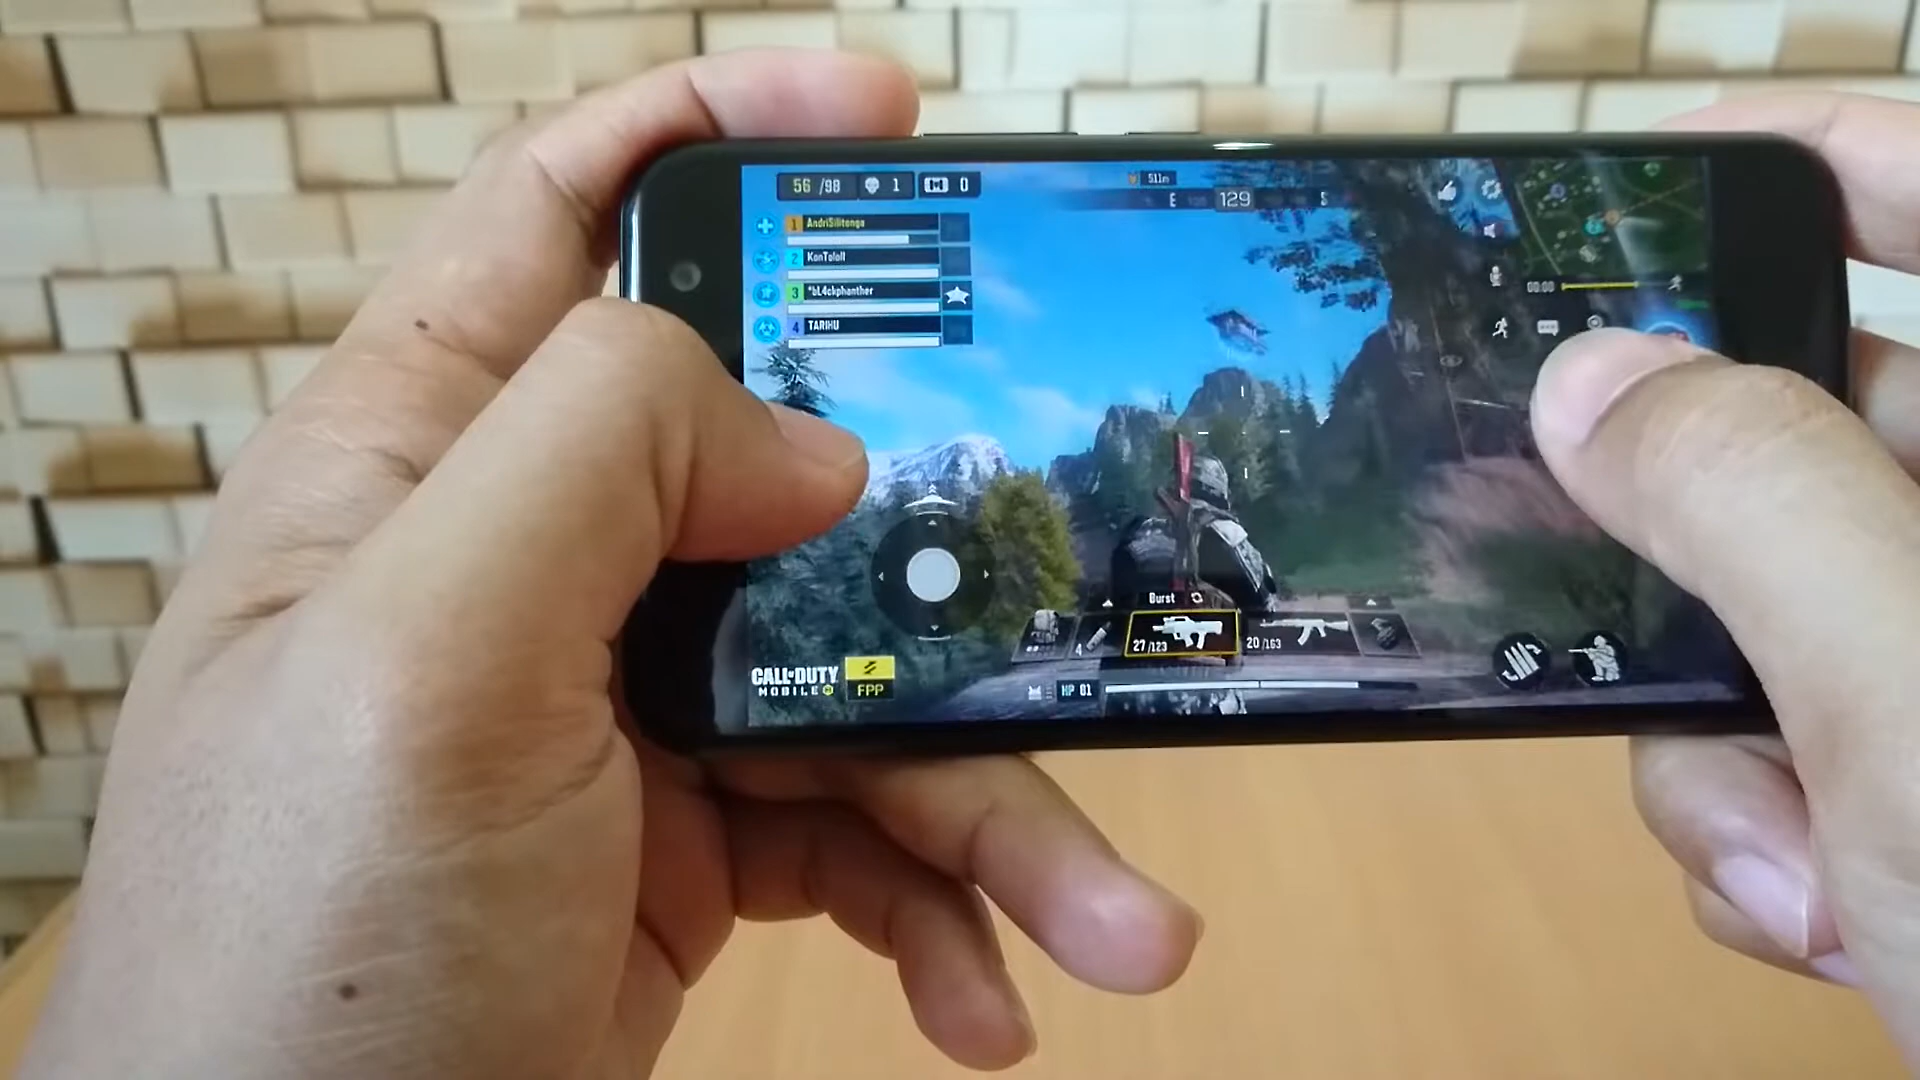 56 /98 1 0
511m
E 129 S
1 AndriSilitonga
2 KonTololl
3 *bL4ckphanther
4 TARIHU
00:00
Burst
4 27/123 20/163
CALL OF DUTY
MOBILE
FPP
HP 81